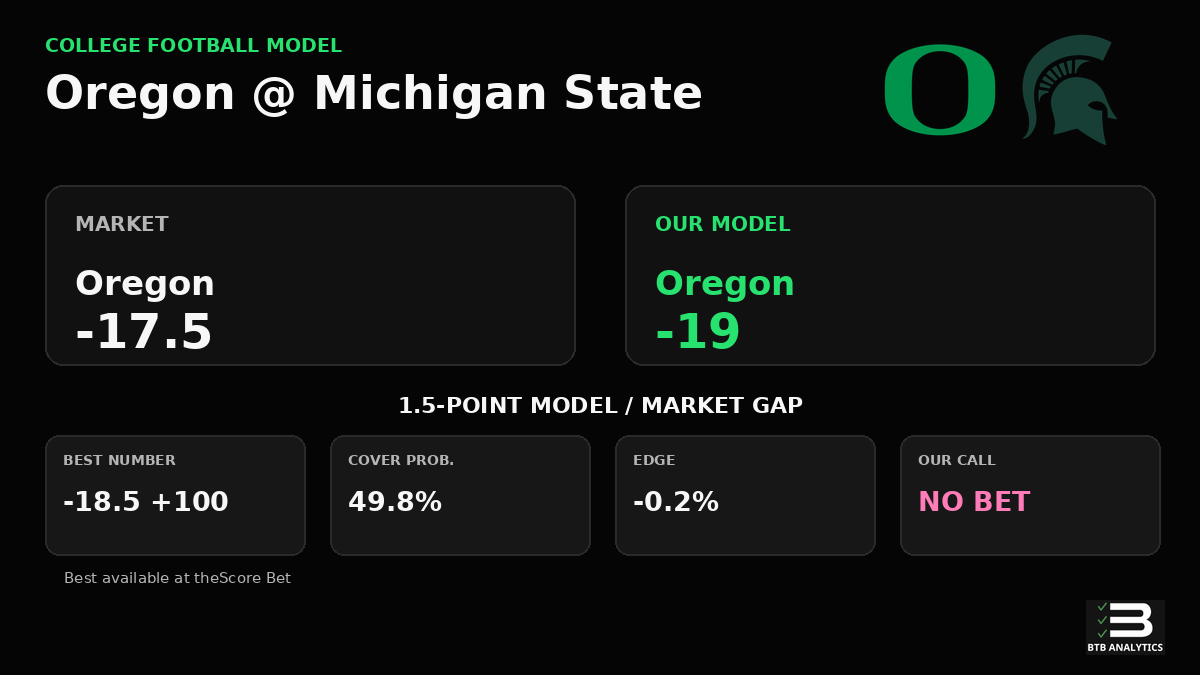 COLLEGE FOOTBALL MODEL
Oregon @ Michigan State
MARKET
Oregon
-17.5
OUR MODEL
Oregon
-19
1.5-POINT MODEL / MARKET GAP
BEST NUMBER
-18.5 +100
COVER PROB.
49.8%
EDGE
-0.2%
OUR CALL
NO BET
Best available at theScore Bet
BTB ANALYTICS